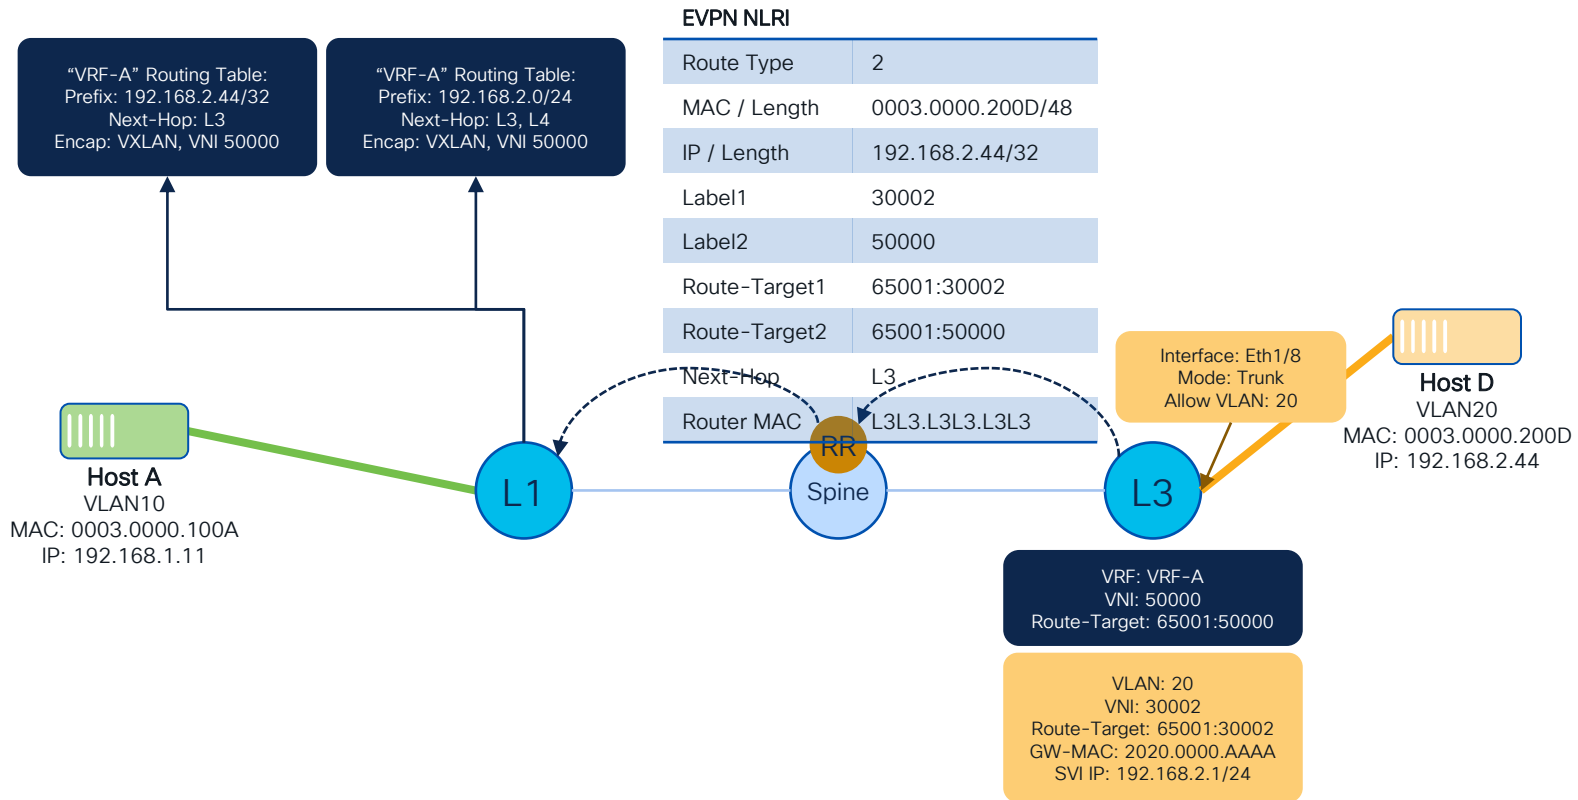 EVPN NLRI
Route Type 2
MAC / Length 0003.0000.200D/48
IP / Length 192.168.2.44/32
Label1 30002
Label2 50000
Route-Target1 65001:30002
Route-Target2 65001:50000
Next-Hop L3
Router MAC L3L3.L3L3.L3L3
“VRF-A” Routing Table:
Prefix: 192.168.2.44/32
Next-Hop: L3
Encap: VXLAN, VNI 50000
“VRF-A” Routing Table:
Prefix: 192.168.2.0/24
Next-Hop: L3, L4
Encap: VXLAN, VNI 50000
Interface: Eth1/8
Mode: Trunk
Allow VLAN: 20
Host D
VLAN20
MAC: 0003.0000.200D
IP: 192.168.2.44
Host A
VLAN10
MAC: 0003.0000.100A
IP: 192.168.1.11
L1
RR
Spine
L3
VRF: VRF-A
VNI: 50000
Route-Target: 65001:50000
VLAN: 20
VNI: 30002
Route-Target: 65001:30002
GW-MAC: 2020.0000.AAAA
SVI IP: 192.168.2.1/24